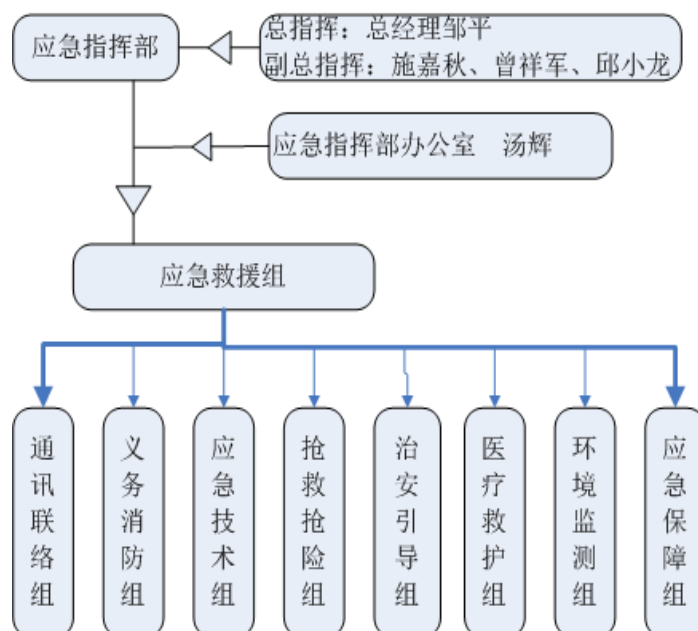 应急指挥部
总指挥：总经理邹平
副总指挥：施嘉秋、曾祥军、邱小龙
应急指挥部办公室　汤辉
应急救援组
通讯联络组
义务消防组
应急技术组
抢救抢险组
治安引导组
医疗救护组
环境监测组
应急保障组